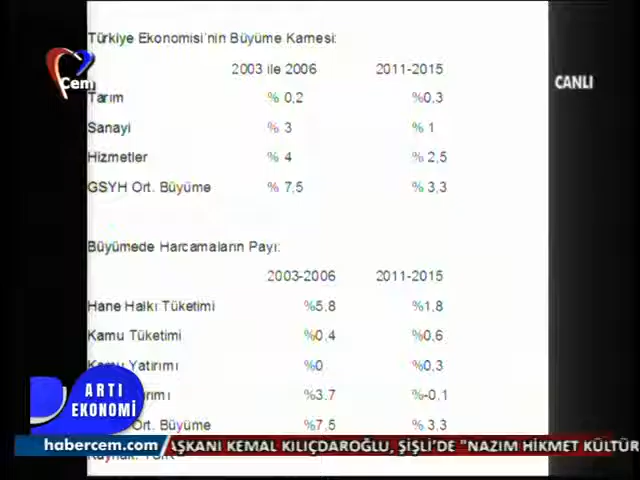 Türkiye Ekonomisi'nin Büyüme Karnesi:
2003 ile 2006 2011-2015
Cem
CANLI
Tarım % 0,2 %0,3
Sanayi % 3 % 1
Hizmetler % 4 % 2,5
GSYH Ort. Büyüme % 7,5 % 3,3
Büyümede Harcamaların Payı:
2003-2006 2011-2015
Hane Halkı Tüketimi %5,8 %1,8
Kamu Tüketimi %0,4 %0,6
Yatırımı %0 %0,3
%3.7 %-0.1
Ort. Büyüme %7,5 % 3,3
ARTI
EKONOMİ
habercem.com AŞKANI KEMAL KILIÇDAROĞLU, ŞİŞLİ'DE "NAZIM HİKMET KÜLTÜR